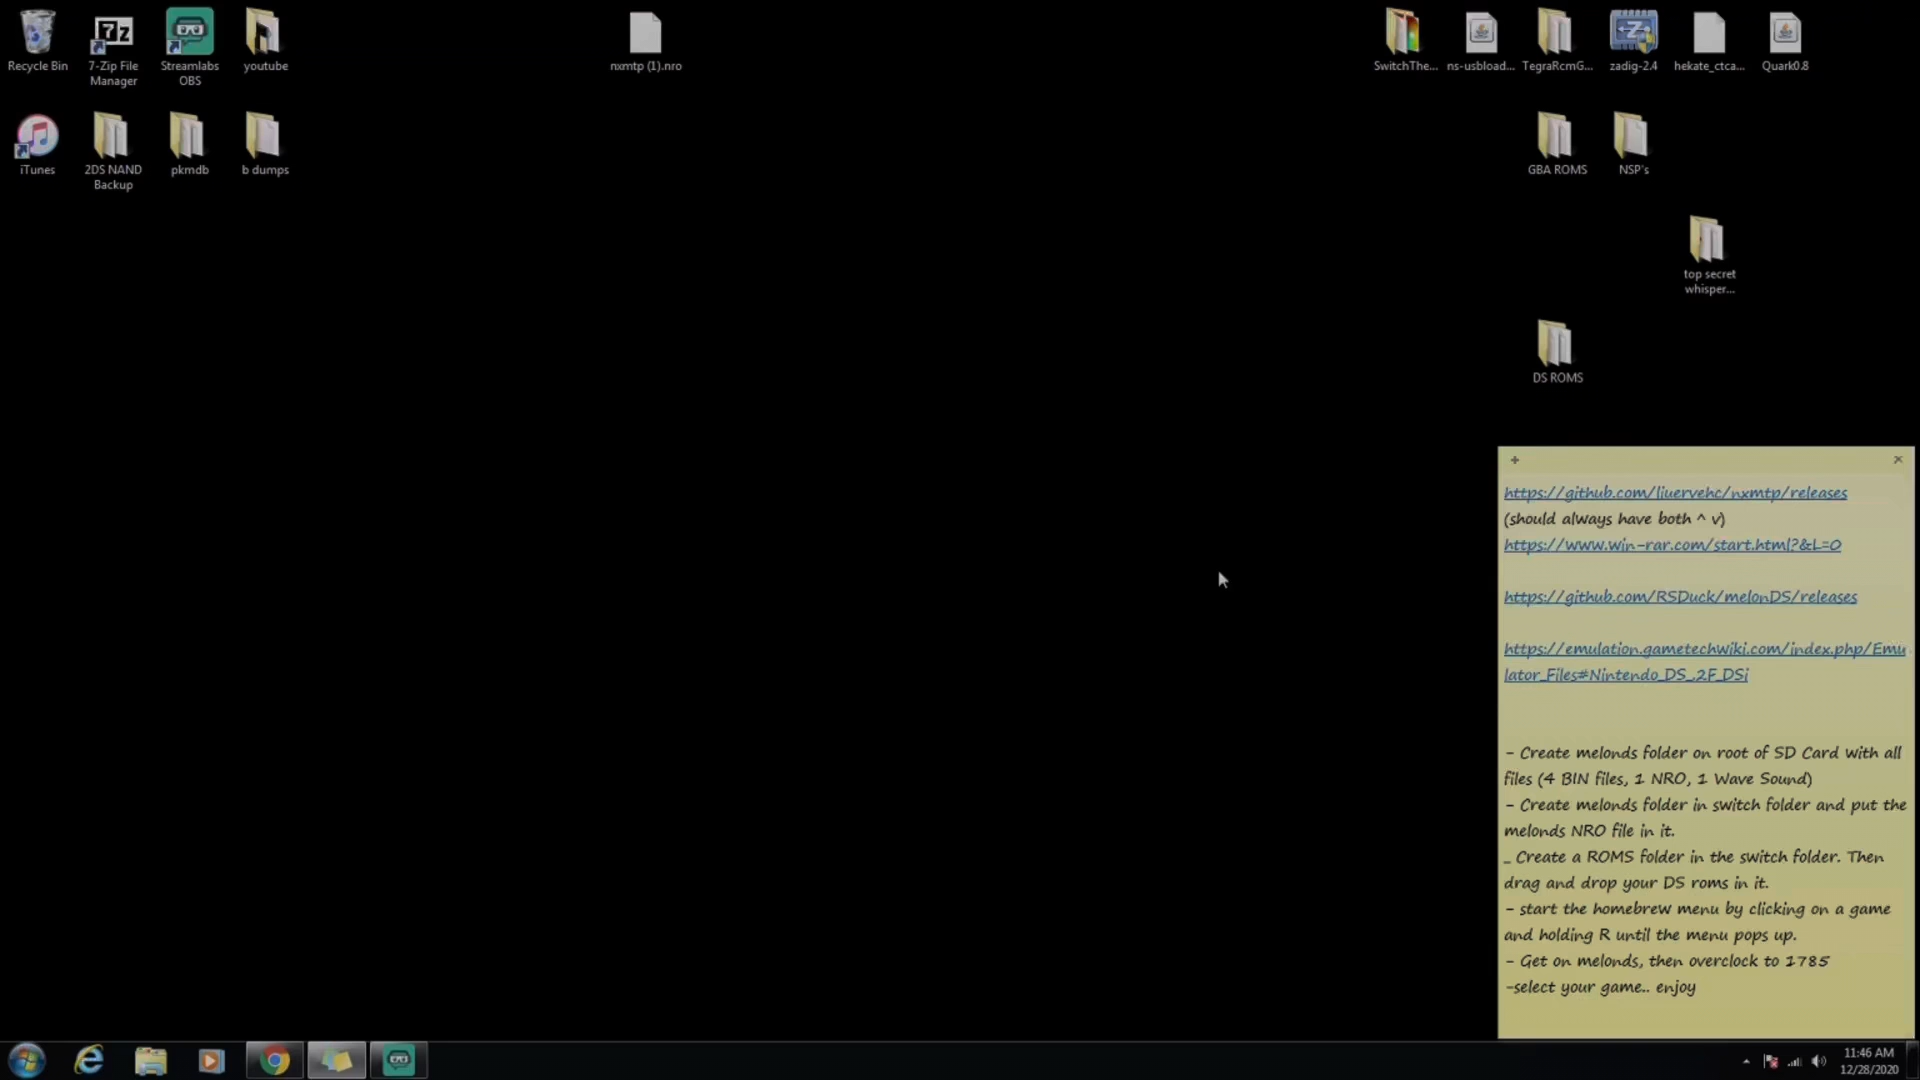 Recycle Bin
7-Zip File
Manager
Streamlabs
OBS
youtube
nxmtp (1).nro
SwitchThe...
ns-usbload...
TegraRcmG...
zadig-2.4
hekate_ctca...
Quark0.8
iTunes
2DS NAND
Backup
pkmdb
b dumps
GBA ROMS
NSP's
top secret
whisper...
DS ROMS
+
×
https://github.com/liuervehc/nxmtp/releases
(should always have both ^ v)
https://www.win-rar.com/start.html?&L=0
https://github.com/RSDuck/melonDS/releases
https://emulation.gametechwiki.com/index.php/Emu
lator_Files#Nintendo_DS_.2F_DSi
- Create melonds folder on root of SD Card with all
files (4 BIN files, 1 NRO, 1 Wave Sound)
- Create melonds folder in switch folder and put the
melonds NRO file in it.
_ Create a ROMS folder in the switch folder. Then
drag and drop your DS roms in it.
- start the homebrew menu by clicking on a game
and holding R until the menu pops up.
- Get on melonds, then overclock to 1785
-select your game.. enjoy
11:46 AM
12/28/2020